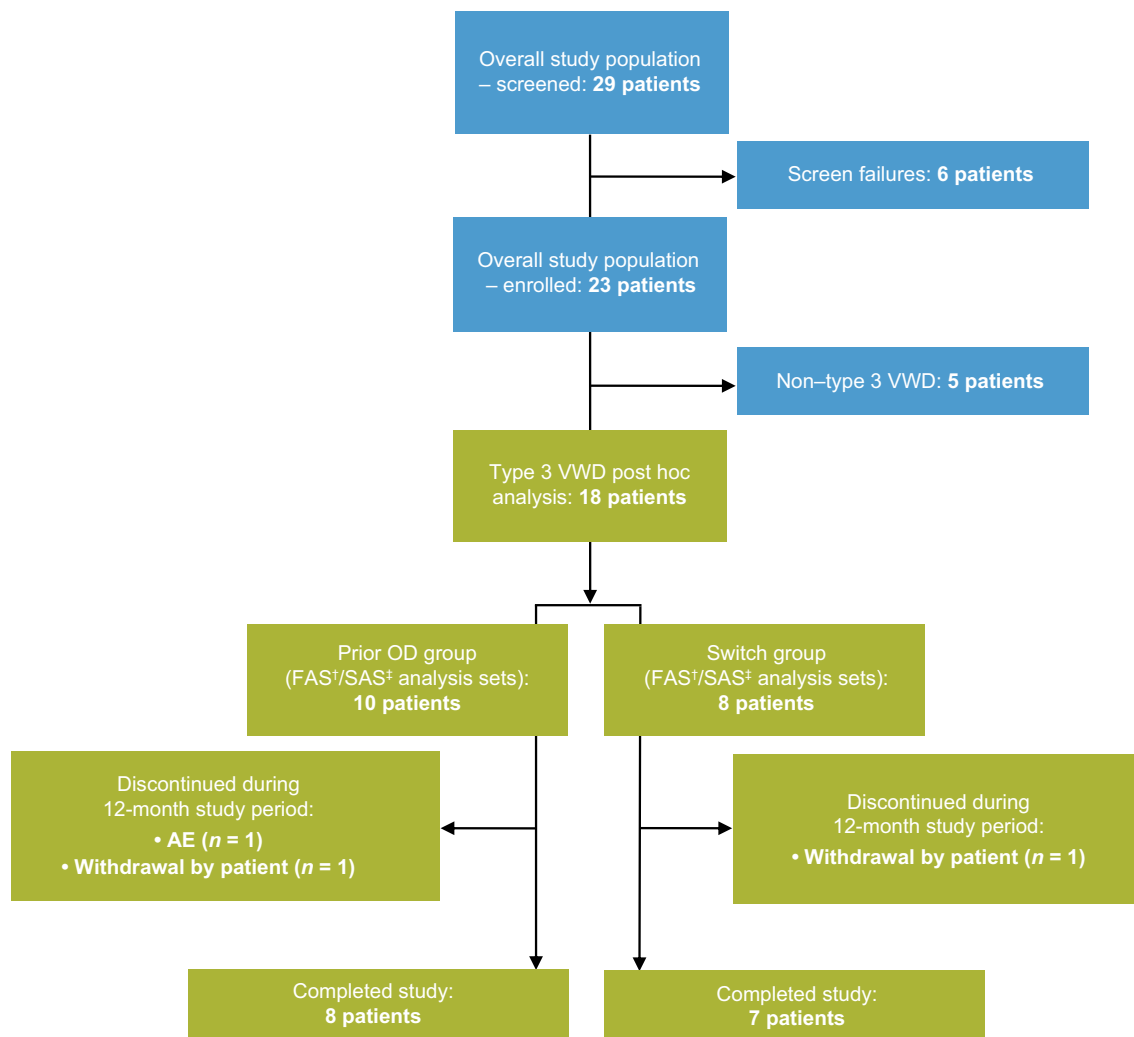 Overall study population
– screened: 29 patients
Screen failures: 6 patients
Overall study population
– enrolled: 23 patients
Non–type 3 VWD: 5 patients
Type 3 VWD post hoc
analysis: 18 patients
Prior OD group
(FAS†/SAS‡ analysis sets):
10 patients
Switch group
(FAS†/SAS‡ analysis sets):
8 patients
Discontinued during
12-month study period:
• AE (n = 1)
• Withdrawal by patient (n = 1)
Discontinued during
12-month study period:
• Withdrawal by patient (n = 1)
Completed study:
8 patients
Completed study:
7 patients